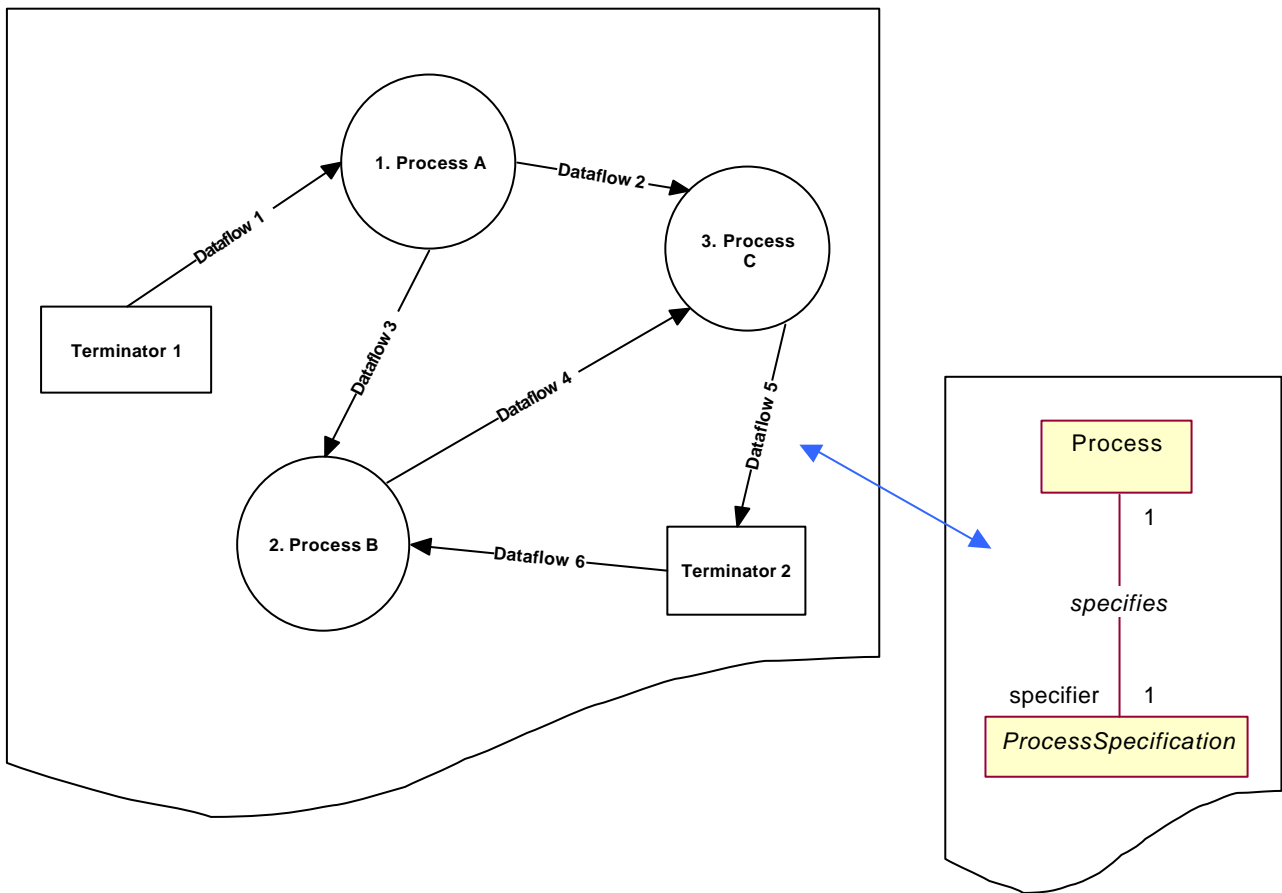 1. Process A
Dataflow 2
Dataflow 1
3. Process
C
Terminator 1
Dataflow 3
Dataflow 4
Dataflow 5
2. Process B
Dataflow 6
Terminator 2
Process
1
specifies
specifier 1
ProcessSpecification